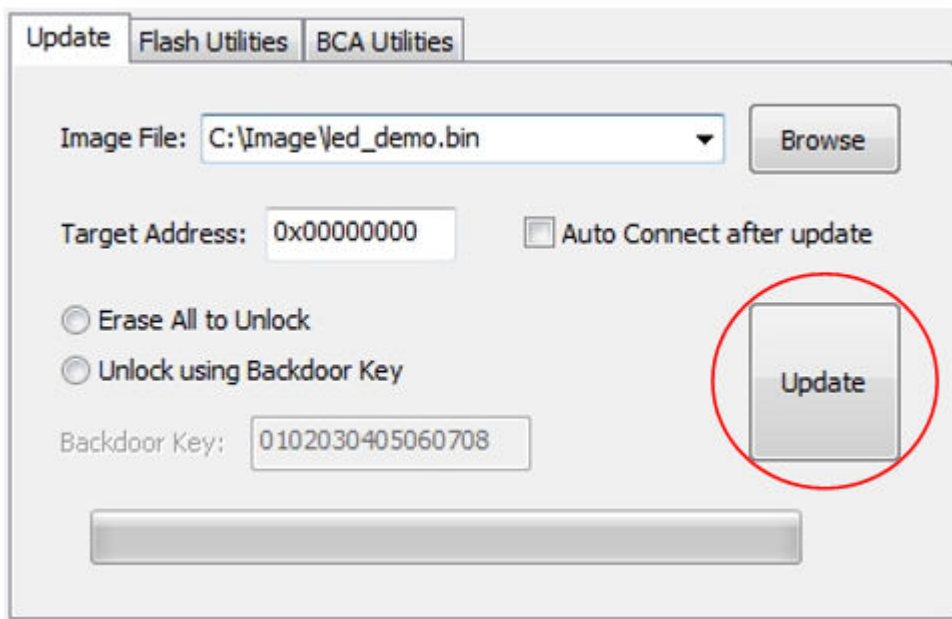 Update Flash Utilities BCA Utilities
Image File: C:\Image\led_demo.bin Browse
Target Address: 0x00000000 Auto Connect after update
Erase All to Unlock
Unlock using Backdoor Key
Update
Backdoor Key: 0102030405060708